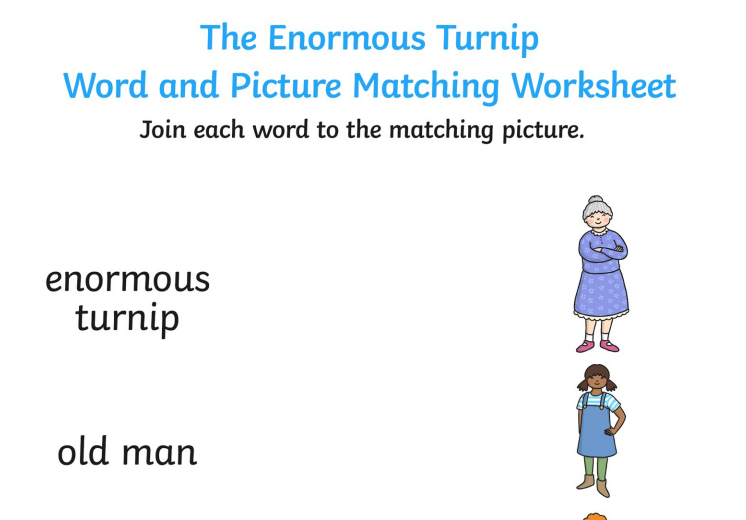 The Enormous Turnip
Word and Picture Matching Worksheet
Join each word to the matching picture.
enormous
turnip
old man